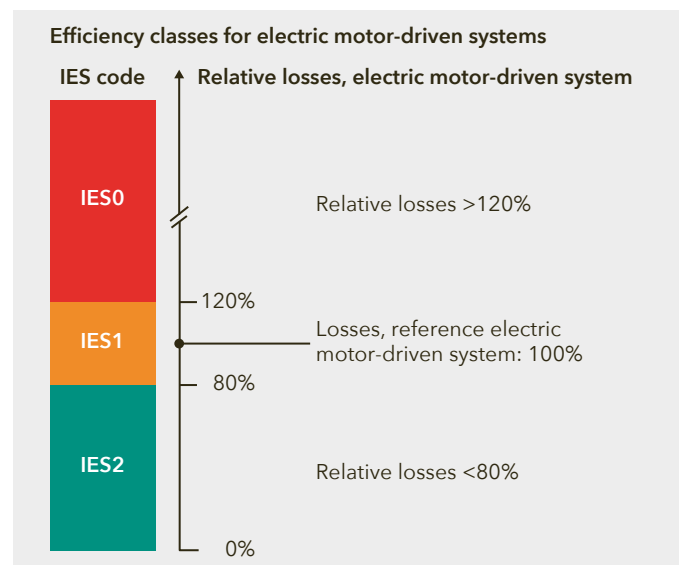 Efficiency classes for electric motor-driven systems
IES code
Relative losses, electric motor-driven system
IES0
Relative losses >120%
120%
IES1
Losses, reference electric
motor-driven system: 100%
80%
IES2
Relative losses <80%
0%